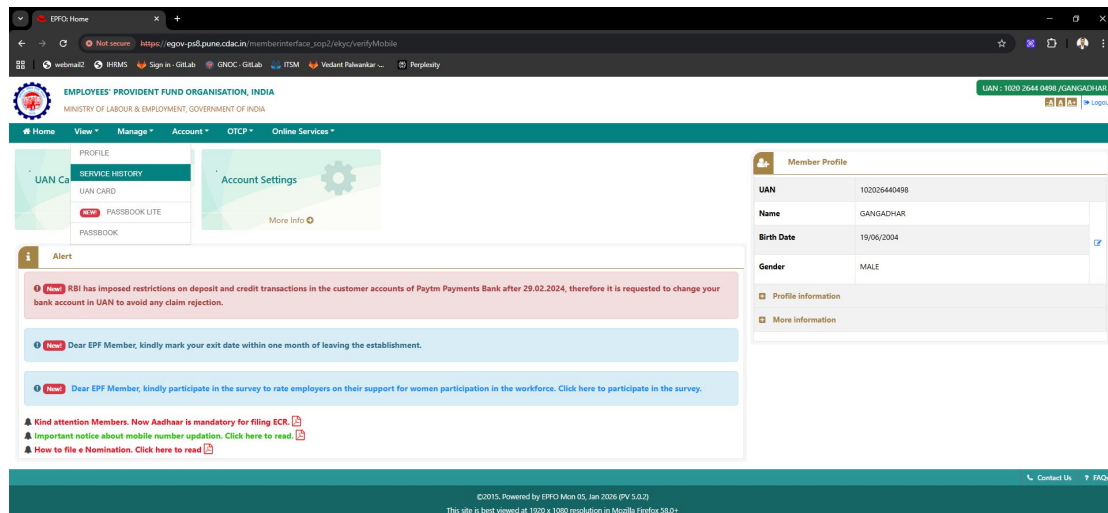 EPFO: Home
Not secure https://egov-ps8.pune.cdac.in/memberinterface_sop2/ekyc/verifyMobile
webmail2 IHRMS Sign in · GitLab GNOC · GitLab ITSM Vedant Palwankar -... Perplexity
EMPLOYEES' PROVIDENT FUND ORGANISATION, INDIA
MINISTRY OF LABOUR & EMPLOYMENT, GOVERNMENT OF INDIA
UAN : 1020 2644 0498 /GANGADHAR
-A A A+ Logou
Home View Manage Account OTCP Online Services
PROFILE
SERVICE HISTORY
UAN CARD
NEW! PASSBOOK LITE
PASSBOOK
UAN Ca
Account Settings
More Info
Member Profile
UAN 102026440498
Name GANGADHAR
Birth Date 19/06/2004
Gender MALE
Profile information
More information
Alert
New! RBI has imposed restrictions on deposit and credit transactions in the customer accounts of Paytm Payments Bank after 29.02.2024, therefore it is requested to change your
bank account in UAN to avoid any claim rejection.
New! Dear EPF Member, kindly mark your exit date within one month of leaving the establishment.
New! Dear EPF Member, kindly participate in the survey to rate employers on their support for women participation in the workforce. Click here to participate in the survey.
Kind attention Members. Now Aadhaar is mandatory for filing ECR.
Important notice about mobile number updation. Click here to read.
How to file e Nomination. Click here to read
Contact Us ? FAQs
©2015. Powered by EPFO Mon 05, Jan 2026 (PV 5.0.2)
This site is best viewed at 1920 x 1080 resolution in Mozilla Firefox 58.0+